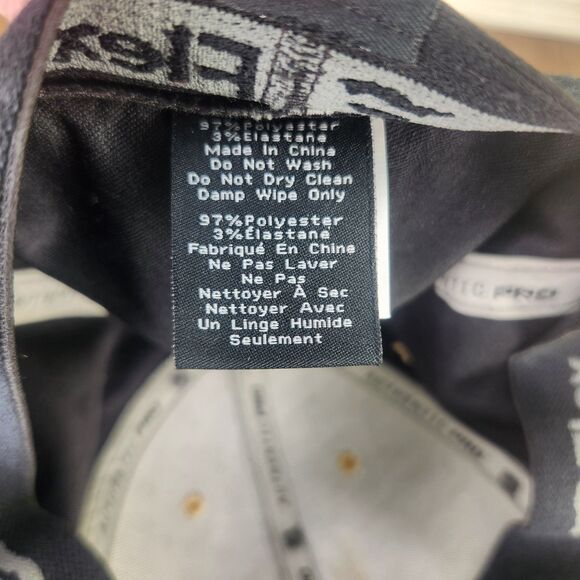 97%Polyester
3%Elastane
Made In China
Do Not Wash
Do Not Dry Clean
Damp Wipe Only
97%Polyester
3%Élastane
Fabriqué En Chine
Ne Pas Laver
Ne Pas
Nettoyer À Sec
Nettoyer Avec
Un Linge Humide
Seulement
PRO